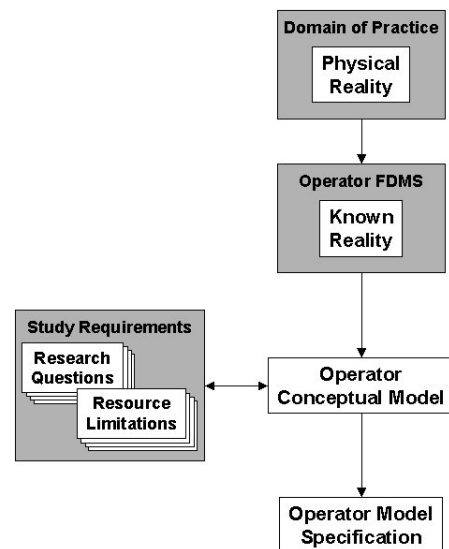 Domain of Practice
Physical
Reality
Operator FDMS
Known
Reality
Study Requirements
Research
Questions
Resource
Limitations
Operator
Conceptual Model
Operator Model
Specification